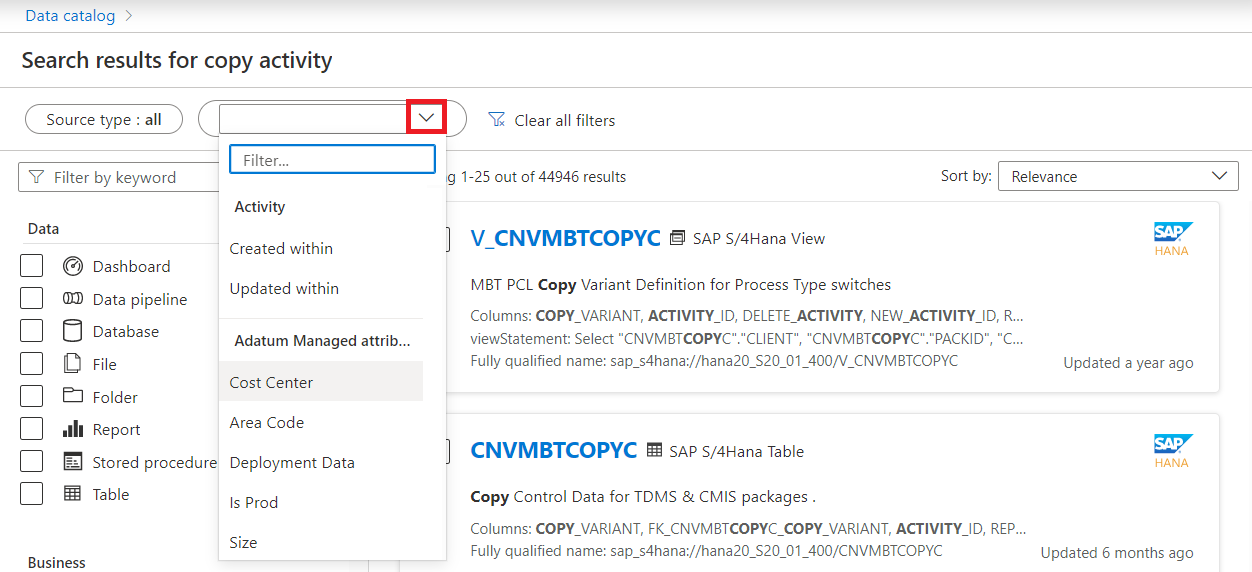 Data catalog
Search results for copy activity
Source type : all
Clear all filters
Filter...
Activity
Created within
Updated within
Adatum Managed attrib...
Cost Center
Area Code
Deployment Data
Is Prod
Size
Filter by keyword
Data
Dashboard
Data pipeline
Database
File
Folder
Report
Stored procedure
Table
Business
1-25 out of 44946 results
Sort by: Relevance
V_CNVMBTCOPYC SAP S/4Hana View
SAP
HANA
MBT PCL Copy Variant Definition for Process Type switches
Columns: COPY_VARIANT, ACTIVITY_ID, DELETE_ACTIVITY, NEW_ACTIVITY_ID, R...
viewStatement: Select "CNVMBTCOPYC"."CLIENT", "CNVMBTCOPYC"."PACKID", "C...
Fully qualified name: sap_s4hana://hana20_S20_01_400/V_CNVMBTCOPYC
Updated a year ago
CNVMBTCOPYC SAP S/4Hana Table
SAP
HANA
Copy Control Data for TDMS & CMIS packages .
Columns: COPY_VARIANT, FK_CNVMBTCOPYC_COPY_VARIANT, ACTIVITY_ID, REP...
Fully qualified name: sap_s4hana://hana20_S20_01_400/CNVMBTCOPYC
Updated 6 months ago